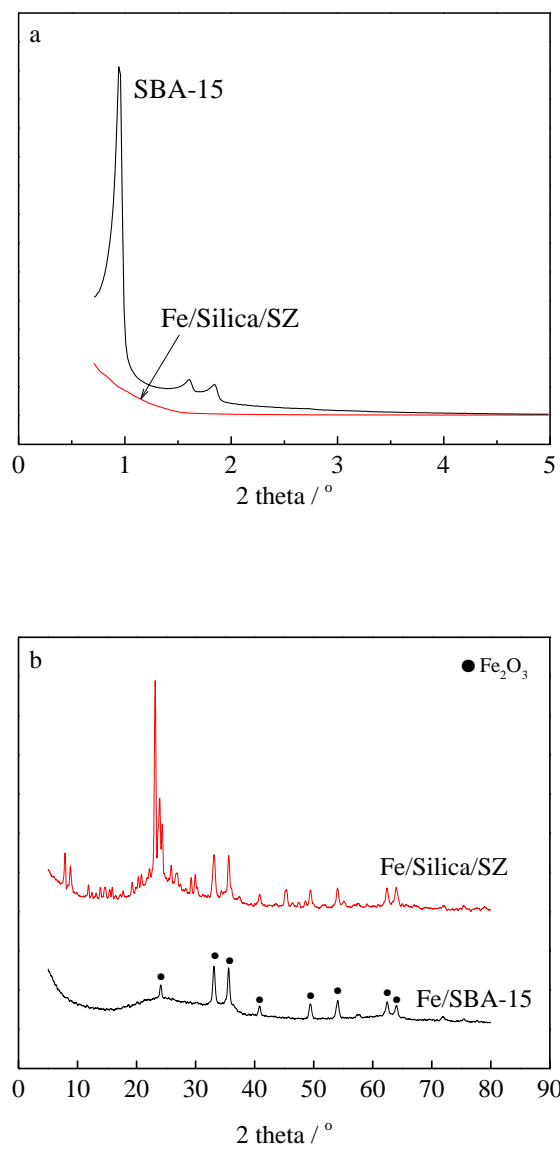 a
SBA-15
Fe/Silica/SZ
0 1 2 3 4 5
2 theta / °
b
● Fe₂O₃
Fe/Silica/SZ
Fe/SBA-15
0 10 20 30 40 50 60 70 80 90
2 theta / °